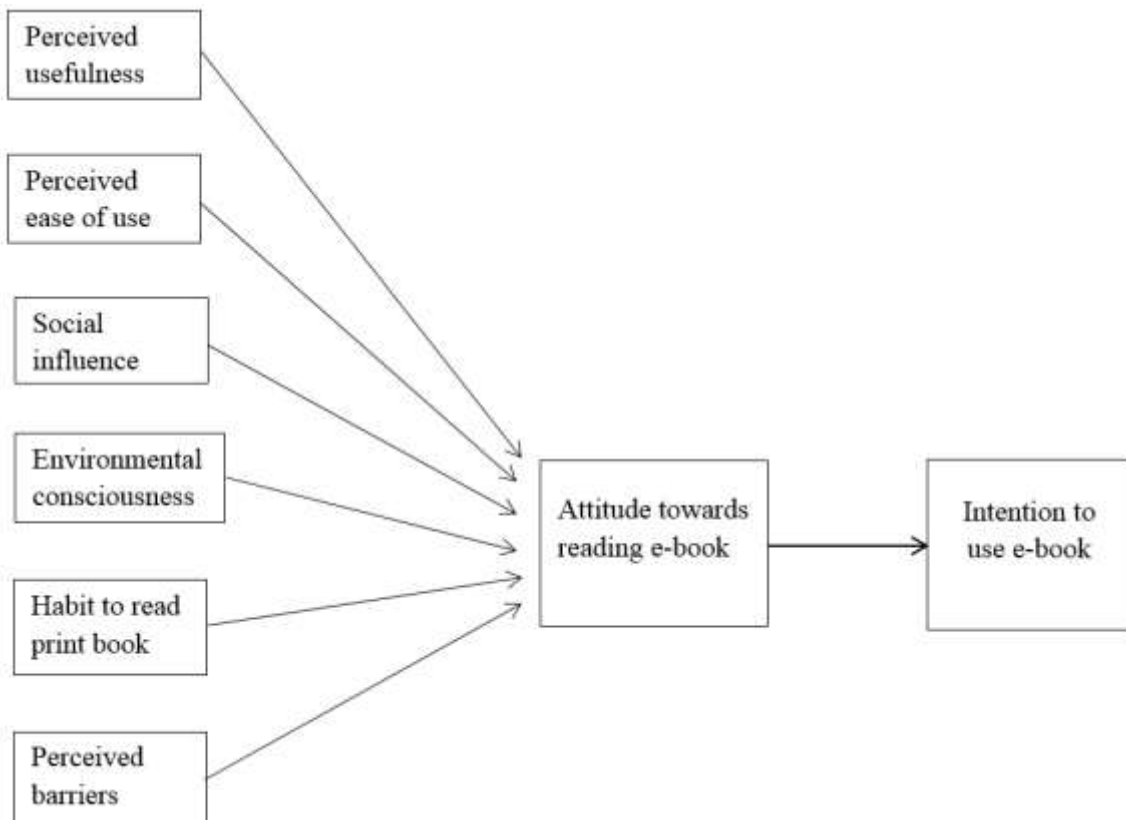 Perceived
usefulness
Perceived
ease of use
Social
influence
Environmental
consciousness
Habit to read
print book
Perceived
barriers
Attitude towards
reading e-book
Intention to
use e-book